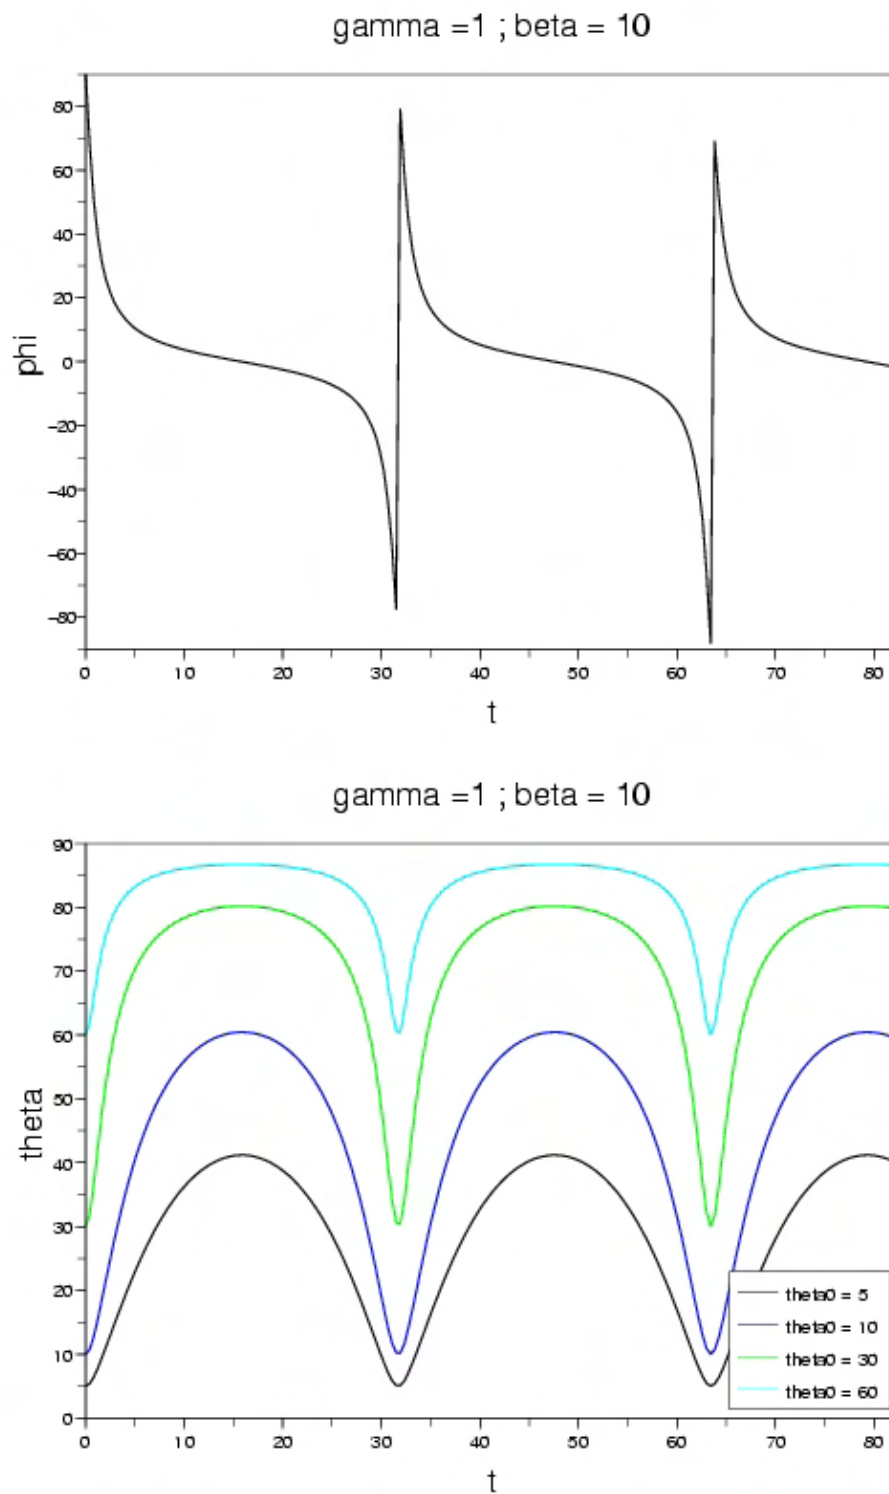 gamma =1 ; beta = 10
80
60
40
20
0
−20
−40
−60
−80
phi
0 10 20 30 40 50 60 70 80
t
gamma =1 ; beta = 10
90
80
70
60
50
40
30
20
10
0
theta
theta0 = 5
theta0 = 10
theta0 = 30
theta0 = 60
0 10 20 30 40 50 60 70 80
t